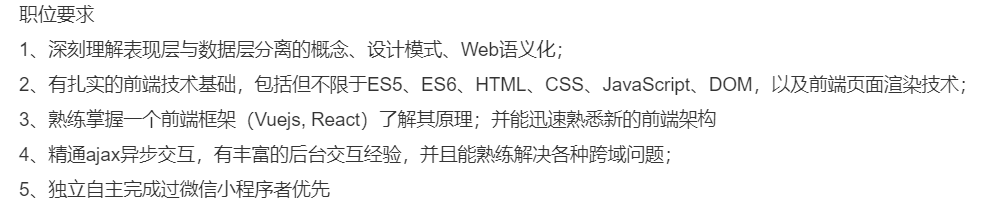 职位要求
1、深刻理解表现层与数据层分离的概念、设计模式、Web语义化；
2、有扎实的前端技术基础，包括但不限于ES5、ES6、HTML、CSS、JavaScript、DOM，以及前端页面渲染技术；
3、熟练掌握一个前端框架（Vuejs, React）了解其原理；并能迅速熟悉新的前端架构
4、精通ajax异步交互，有丰富的后台交互经验，并且能熟练解决各种跨域问题；
5、独立自主完成过微信小程序者优先